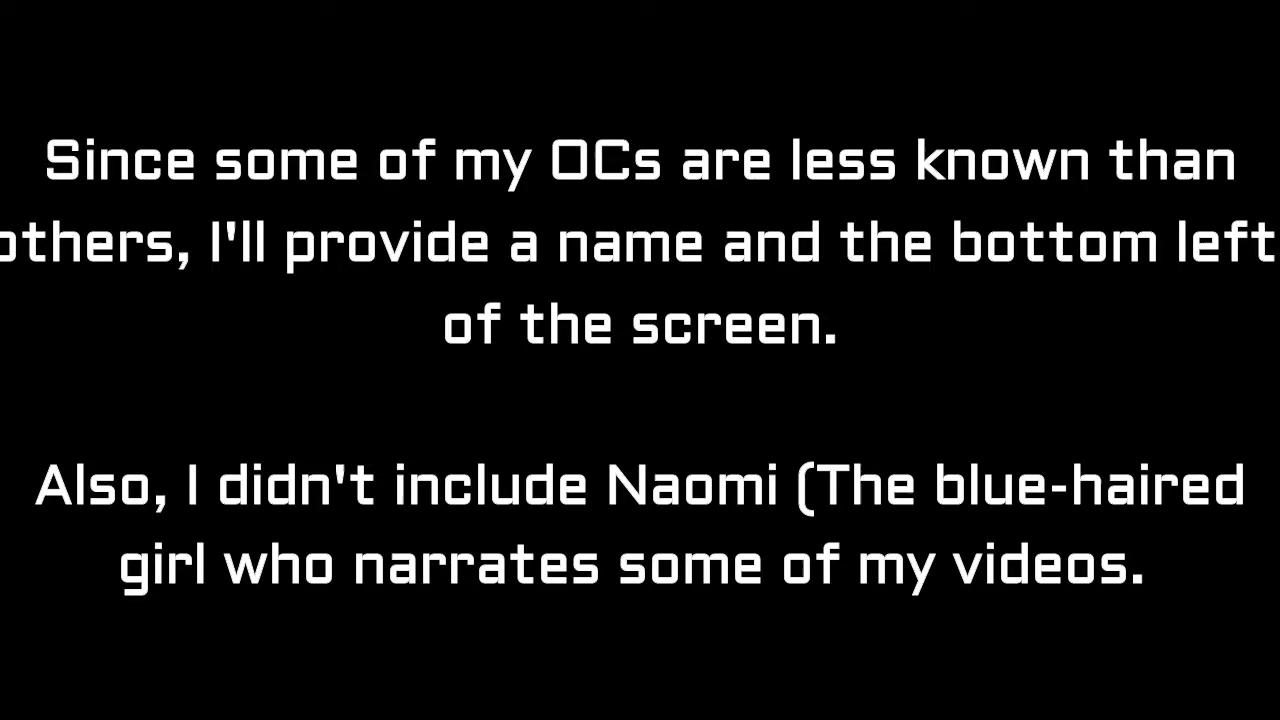 Since some of my OCs are less known than
others, I'll provide a name and the bottom left
of the screen.
Also, I didn't include Naomi (The blue-haired
girl who narrates some of my videos.